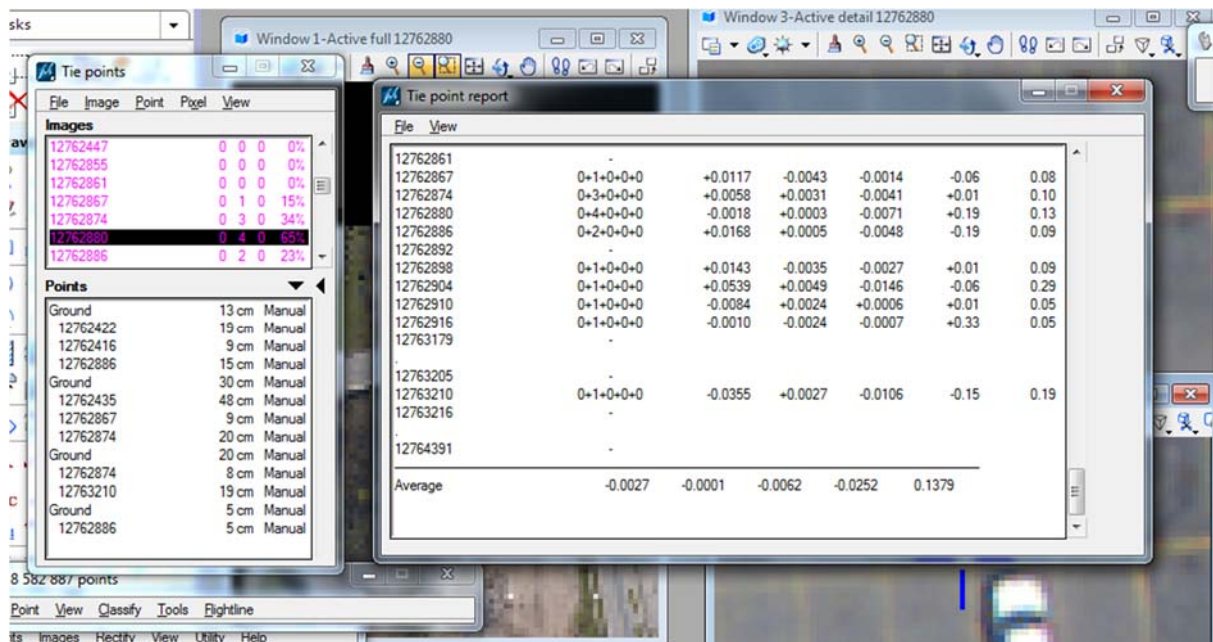 sks
Window 1-Active full 12762880
Window 3-Active detail 12762880
Tie points
File Image Point Pixel View
Images
12762447 0 0 0 0%
12762855 0 0 0 0%
12762861 0 0 0 0%
12762867 0 1 0 15%
12762874 0 3 0 34%
12762880 0 4 0 65%
12762886 0 2 0 23%
Points
Ground 13 cm Manual
12762422 19 cm Manual
12762416 9 cm Manual
12762886 15 cm Manual
Ground 30 cm Manual
12762435 48 cm Manual
12762867 9 cm Manual
12762874 20 cm Manual
Ground 20 cm Manual
12762874 8 cm Manual
12763210 19 cm Manual
Ground 5 cm Manual
12762886 5 cm Manual
Tie point report
File View
12762861 -
12762867 0+1+0+0+0 +0.0117 -0.0043 -0.0014 -0.06 0.08
12762874 0+3+0+0+0 +0.0058 +0.0031 -0.0041 +0.01 0.10
12762880 0+4+0+0+0 -0.0018 +0.0003 -0.0071 +0.19 0.13
12762886 0+2+0+0+0 +0.0168 +0.0005 -0.0048 -0.19 0.09
12762892 -
12762898 0+1+0+0+0 +0.0143 -0.0035 -0.0027 +0.01 0.09
12762904 0+1+0+0+0 +0.0539 +0.0049 -0.0146 -0.06 0.29
12762910 0+1+0+0+0 -0.0084 +0.0024 +0.0006 +0.01 0.05
12762916 0+1+0+0+0 -0.0010 -0.0024 -0.0007 +0.33 0.05
12763179 -
.
12763205 -
12763210 0+1+0+0+0 -0.0355 +0.0027 -0.0106 -0.15 0.19
12763216 -
.
12764391 -
Average -0.0027 -0.0001 -0.0062 -0.0252 0.1379
8 582 887 points
Point View Classify Tools Flightline
nts Images Rectify View Utility Help